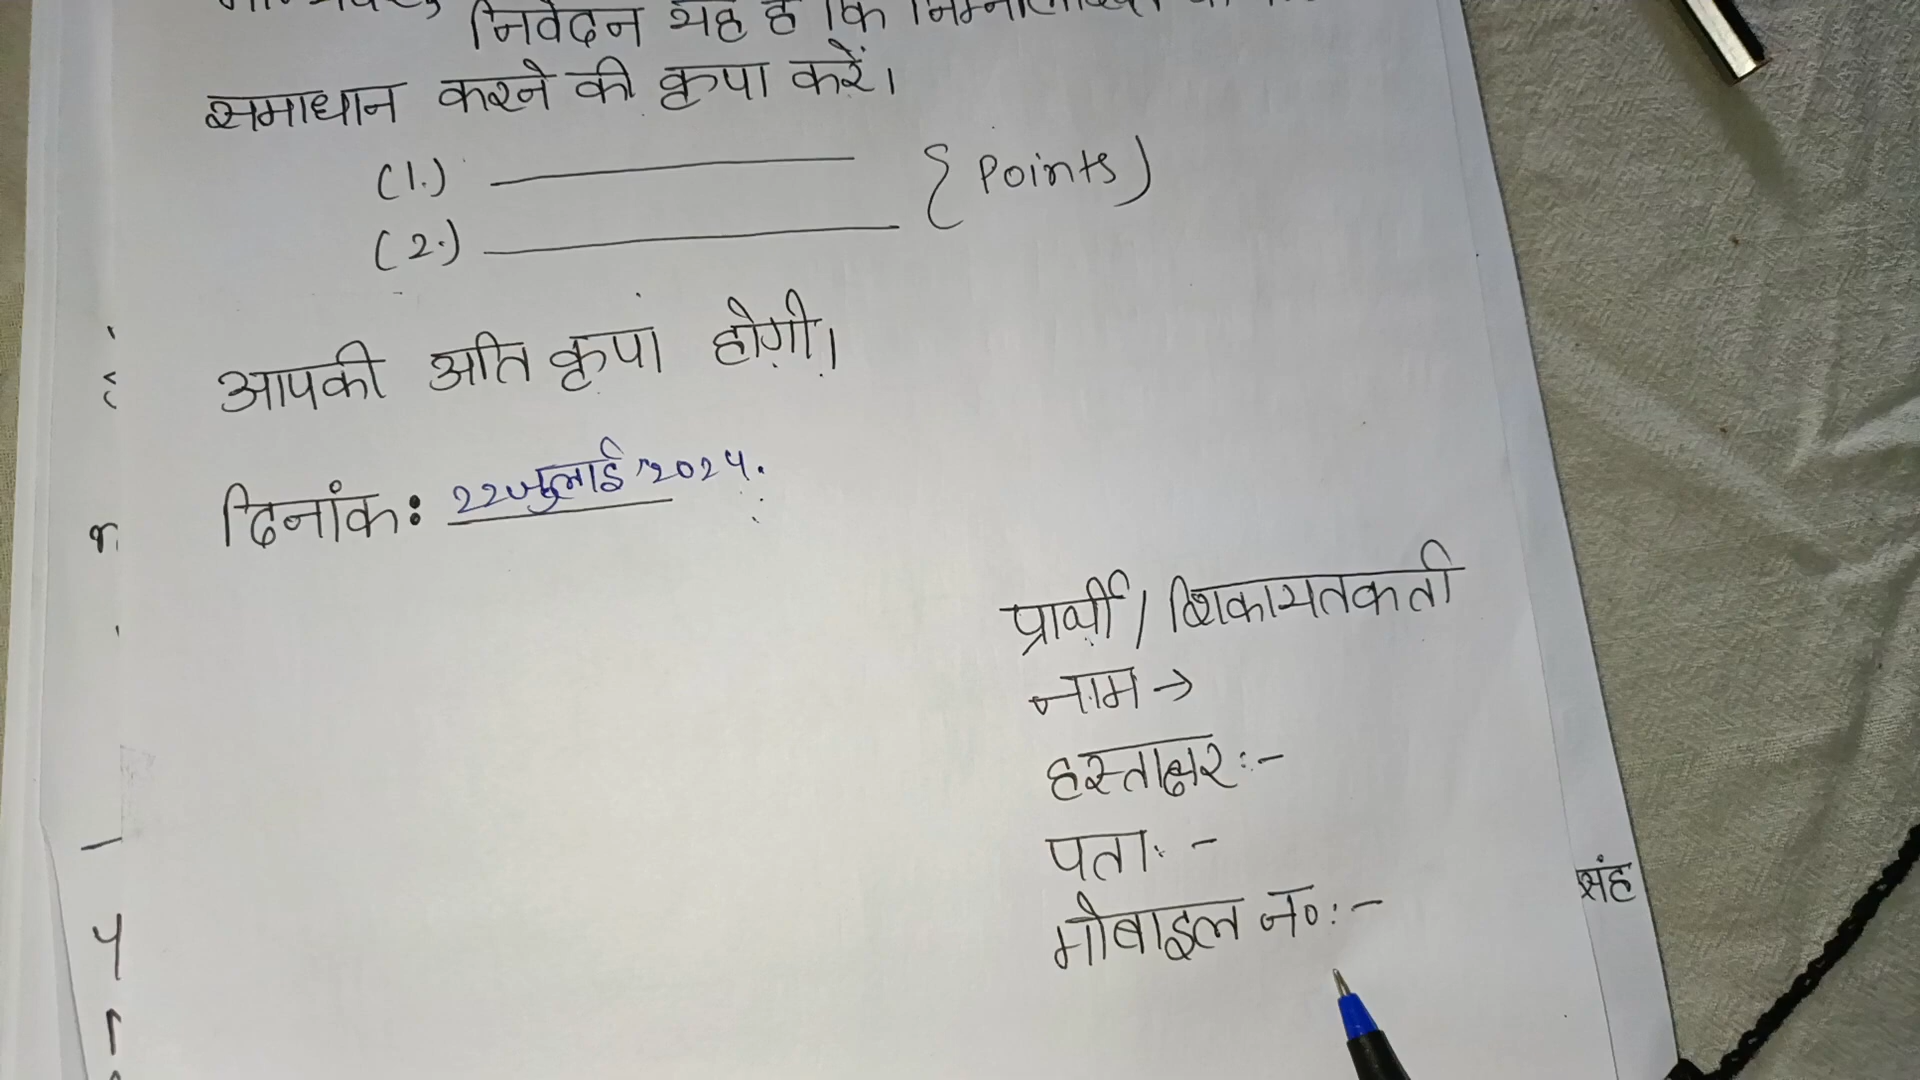 निवेदन यह है कि
समाधान करने की कृपा करें।
(1.) { Points)
(2.)
आपकी अति कृपा होगी।
दिनांक: 22 जुलाई 2024.
प्रार्थी / शिकायतकर्ता
नाम →
हस्ताक्षर :-
पता :-
मोबाइल नं० :-
संह